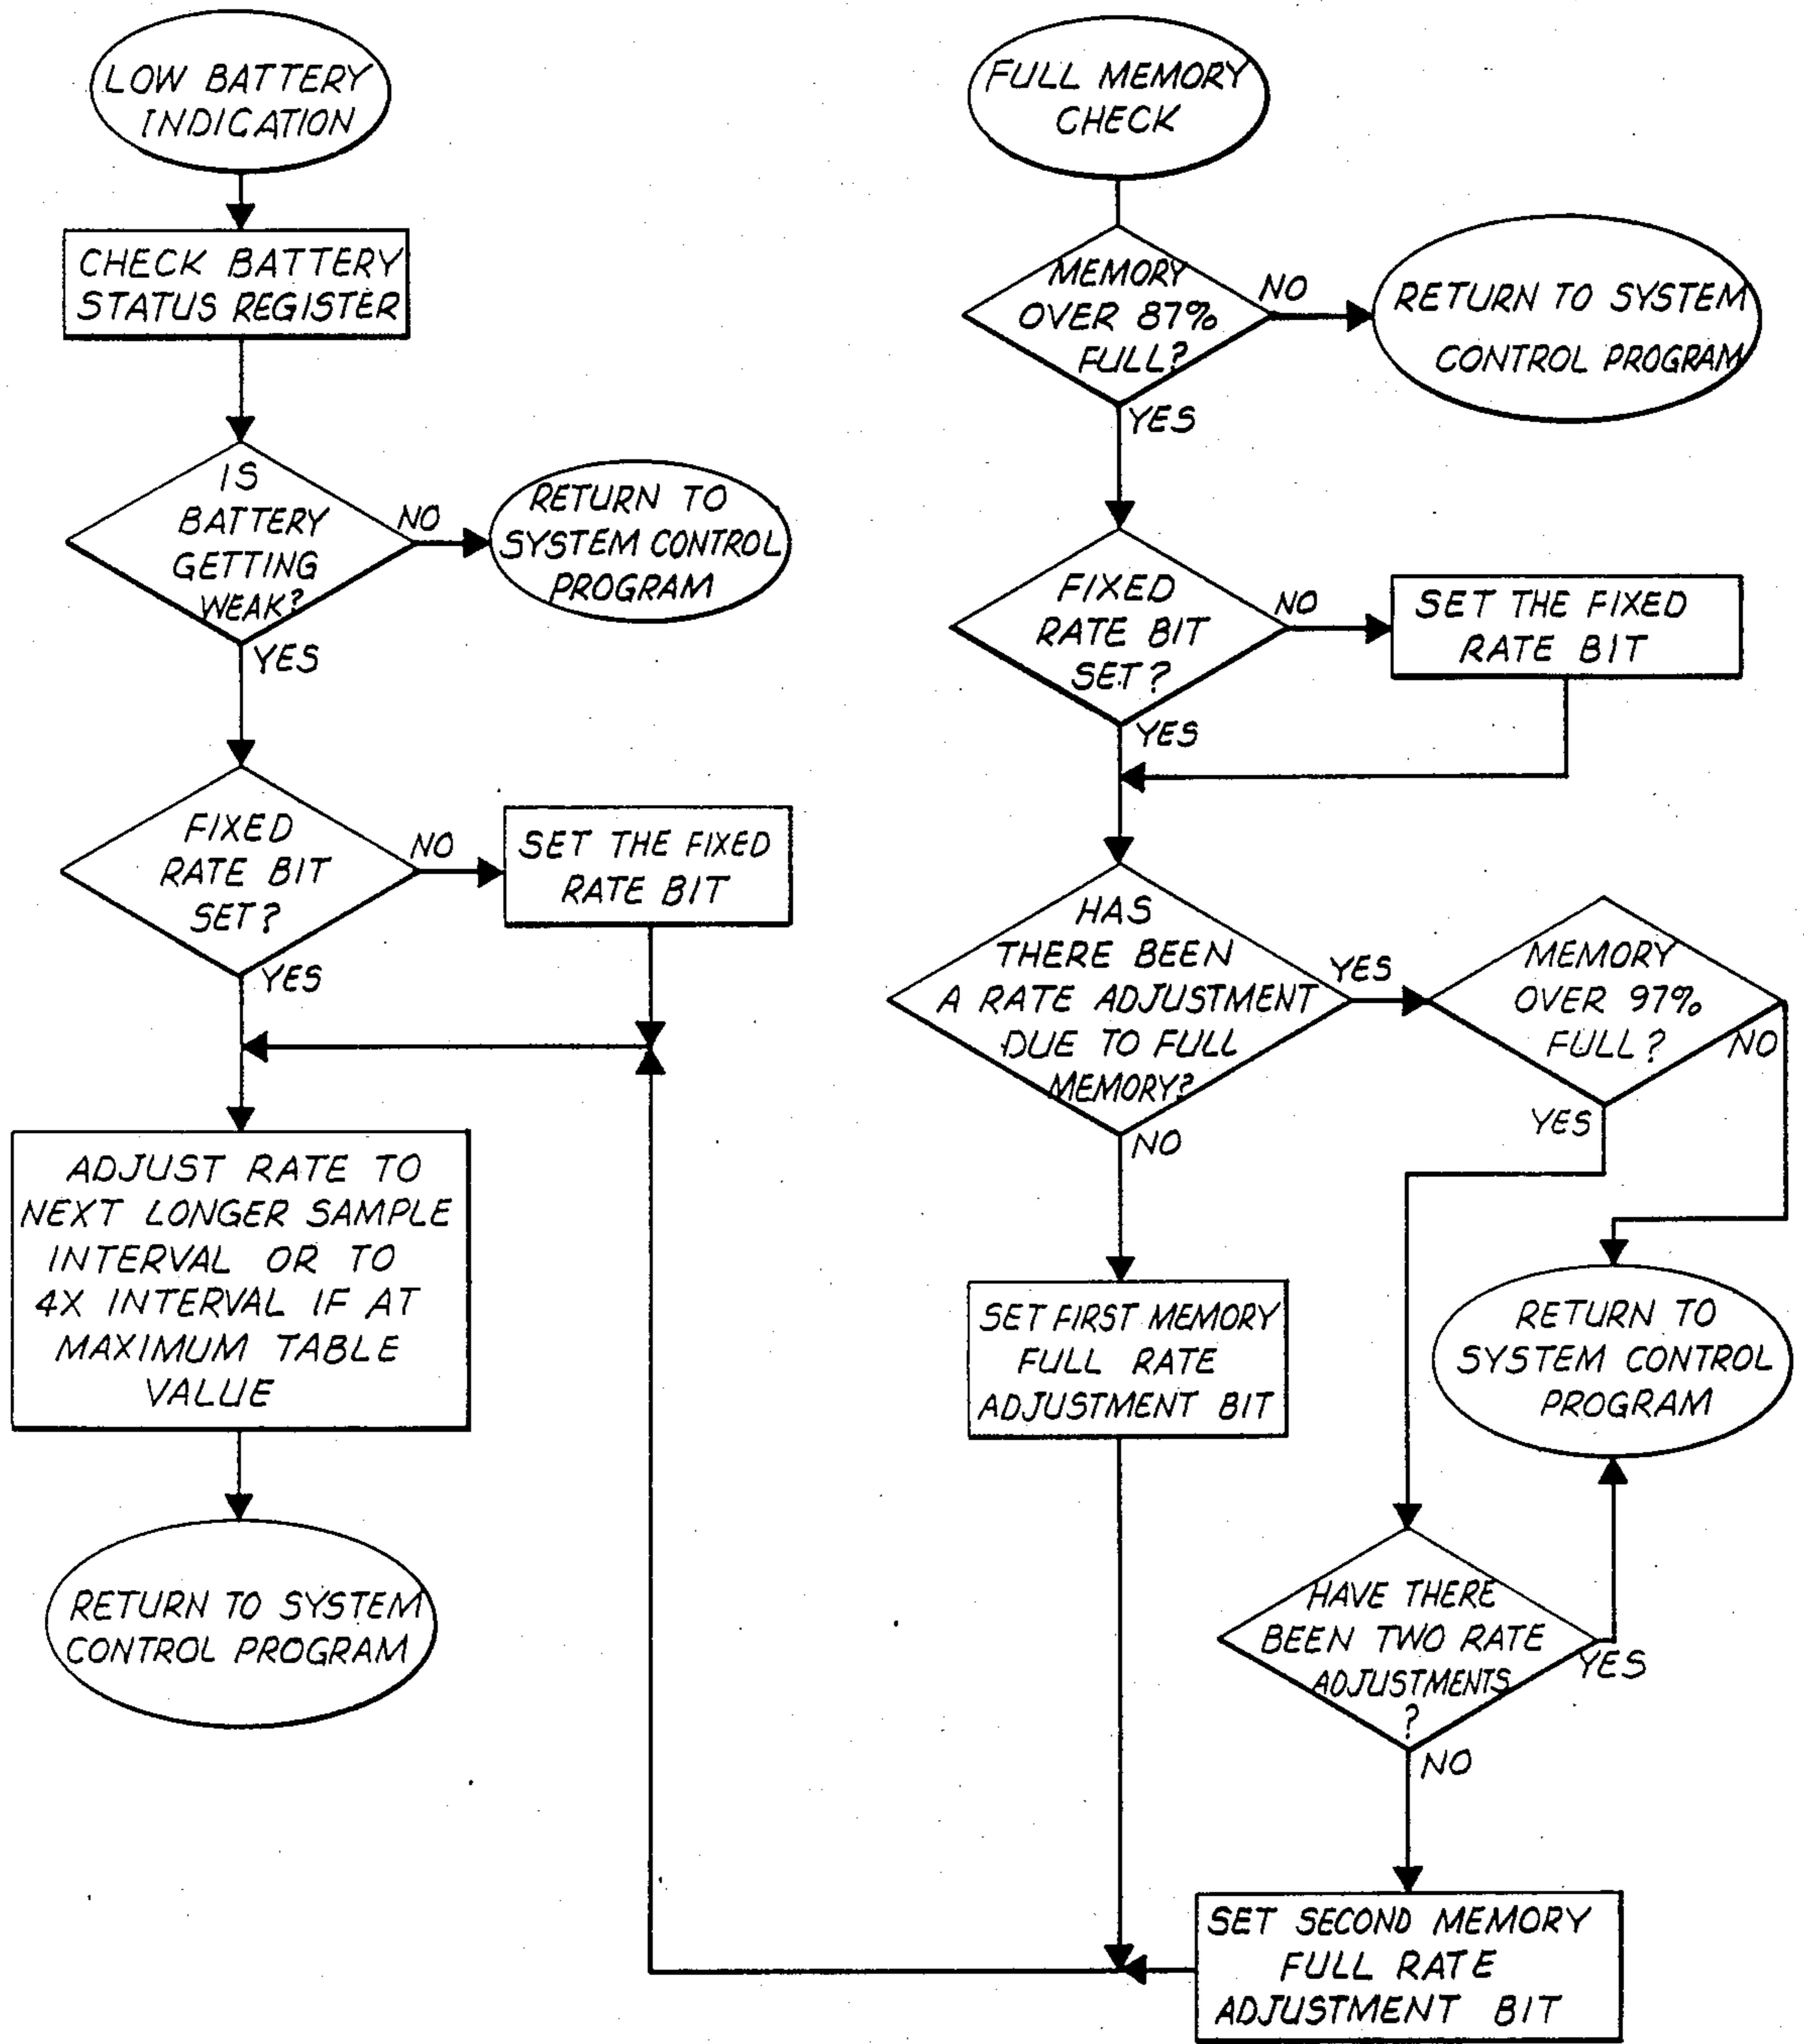 LOW BATTERY
INDICATION
CHECK BATTERY
STATUS REGISTER
IS
BATTERY
GETTING
WEAK?
NO
RETURN TO
SYSTEM CONTROL
PROGRAM
YES
FIXED
RATE BIT
SET?
NO
SET THE FIXED
RATE BIT
YES
ADJUST RATE TO
NEXT LONGER SAMPLE
INTERVAL OR TO
4X INTERVAL IF AT
MAXIMUM TABLE
VALUE
RETURN TO SYSTEM
CONTROL PROGRAM
FULL MEMORY
CHECK
MEMORY
OVER 87%
FULL?
NO
RETURN TO SYSTEM
CONTROL PROGRAM
YES
FIXED
RATE BIT
SET?
NO
SET THE FIXED
RATE BIT
YES
HAS
THERE BEEN
A RATE ADJUSTMENT
DUE TO FULL
MEMORY?
YES
MEMORY
OVER 97%
FULL?
NO
YES
NO
SET FIRST MEMORY
FULL RATE
ADJUSTMENT BIT
RETURN TO
SYSTEM CONTROL
PROGRAM
HAVE THERE
BEEN TWO RATE
ADJUSTMENTS
?
YES
NO
SET SECOND MEMORY
FULL RATE
ADJUSTMENT BIT